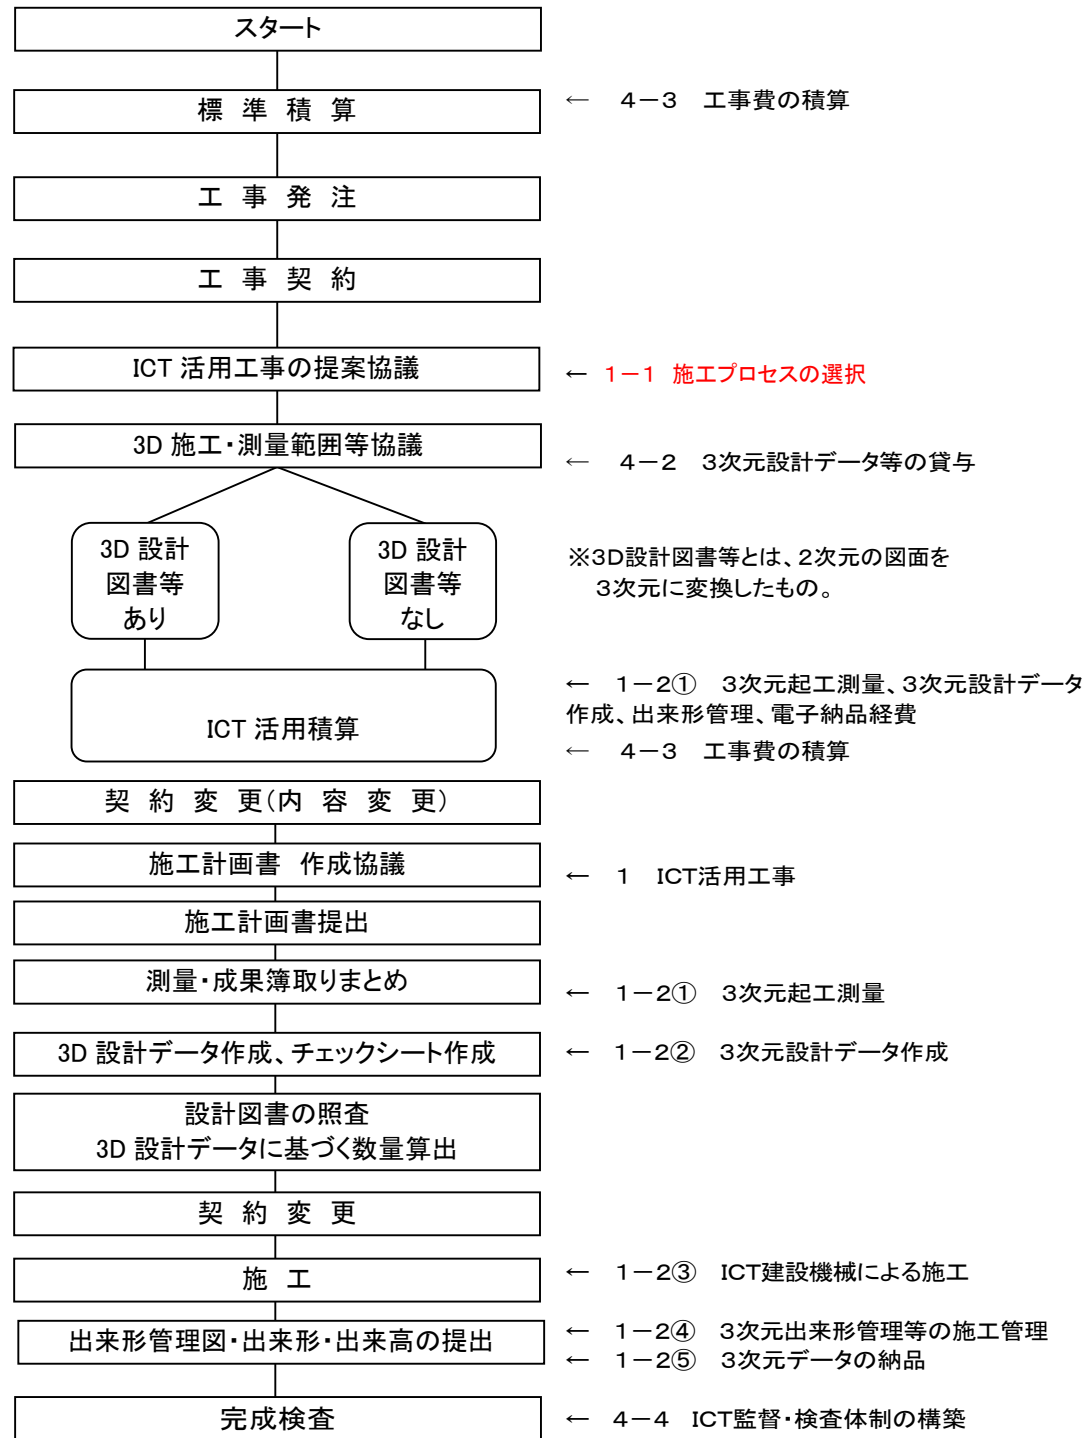 スタート
標 準 積 算
← 4－3 工事費の積算
工 事 発 注
工 事 契 約
ICT 活用工事の提案協議
← 1－1 施工プロセスの選択
3D 施工・測量範囲等協議
← 4－2 3次元設計データ等の貸与
3D 設計
図書等
あり
3D 設計
図書等
なし
※3D設計図書等とは、2次元の図面を
3次元に変換したもの。
ICT 活用積算
← 1－2① 3次元起工測量、3次元設計データ
作成、出来形管理、電子納品経費
← 4－3 工事費の積算
契 約 変 更（内 容 変 更）
施工計画書 作成協議
← 1 ICT活用工事
施工計画書提出
測量・成果簿取りまとめ
← 1－2① 3次元起工測量
3D 設計データ作成、チェックシート作成
← 1－2② 3次元設計データ作成
設計図書の照査
3D 設計データに基づく数量算出
契 約 変 更
施 工
← 1－2③ ICT建設機械による施工
出来形管理図・出来形・出来高の提出
← 1－2④ 3次元出来形管理等の施工管理
← 1－2⑤ 3次元データの納品
完成検査
← 4－4 ICT監督・検査体制の構築